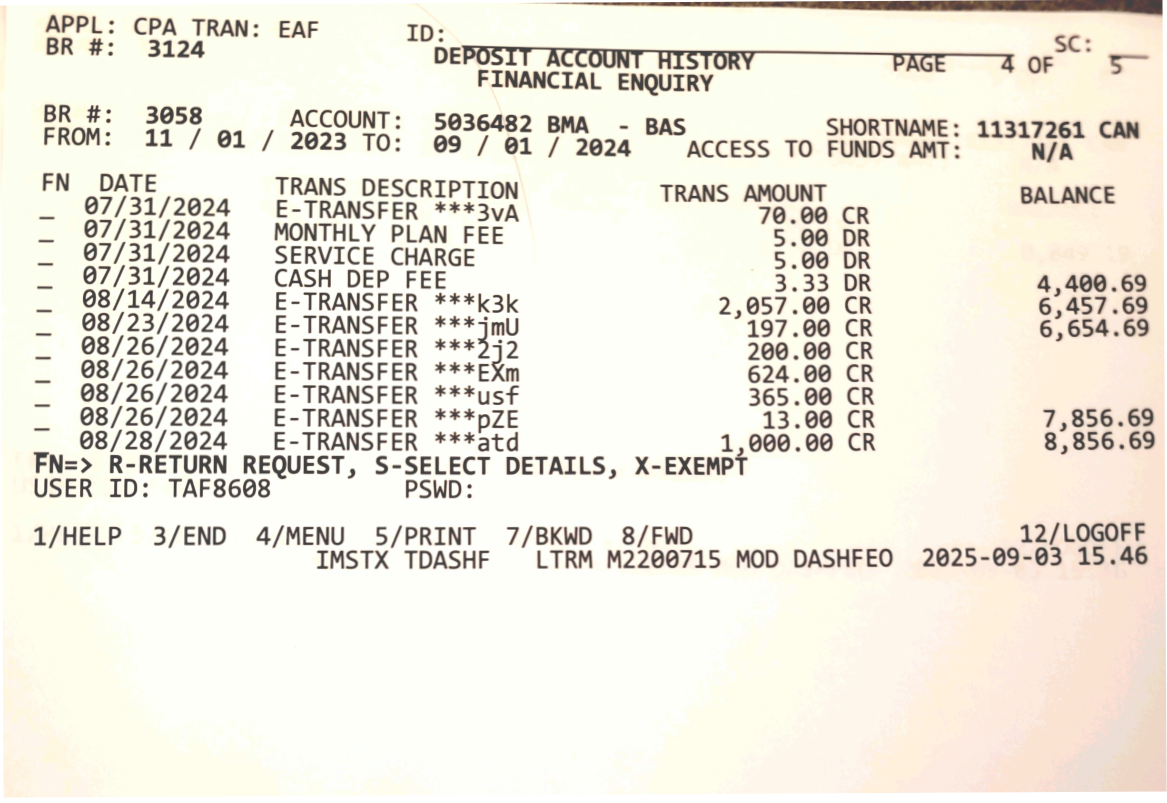 APPL: CPA TRAN: EAF ID: SC:
BR #: 3124 DEPOSIT ACCOUNT HISTORY PAGE 4 OF 5
FINANCIAL ENQUIRY
BR #: 3058 ACCOUNT: 5036482 BMA - BAS SHORTNAME: 11317261 CAN
FROM: 11 / 01 / 2023 TO: 09 / 01 / 2024 ACCESS TO FUNDS AMT: N/A
FN DATE TRANS DESCRIPTION TRANS AMOUNT BALANCE
_ 07/31/2024 E-TRANSFER ***3vA 70.00 CR
_ 07/31/2024 MONTHLY PLAN FEE 5.00 DR
_ 07/31/2024 SERVICE CHARGE 5.00 DR
_ 07/31/2024 CASH DEP FEE 3.33 DR 4,400.69
_ 08/14/2024 E-TRANSFER ***k3k 2,057.00 CR 6,457.69
_ 08/23/2024 E-TRANSFER ***jmU 197.00 CR 6,654.69
_ 08/26/2024 E-TRANSFER ***2j2 200.00 CR
_ 08/26/2024 E-TRANSFER ***EXm 624.00 CR
_ 08/26/2024 E-TRANSFER ***usf 365.00 CR
_ 08/26/2024 E-TRANSFER ***pZE 13.00 CR 7,856.69
_ 08/28/2024 E-TRANSFER ***atd 1,000.00 CR 8,856.69
FN=> R-RETURN REQUEST, S-SELECT DETAILS, X-EXEMPT
USER ID: TAF8608 PSWD:
1/HELP 3/END 4/MENU 5/PRINT 7/BKWD 8/FWD 12/LOGOFF
IMSTX TDASHF LTRM M2200715 MOD DASHFEO 2025-09-03 15.46